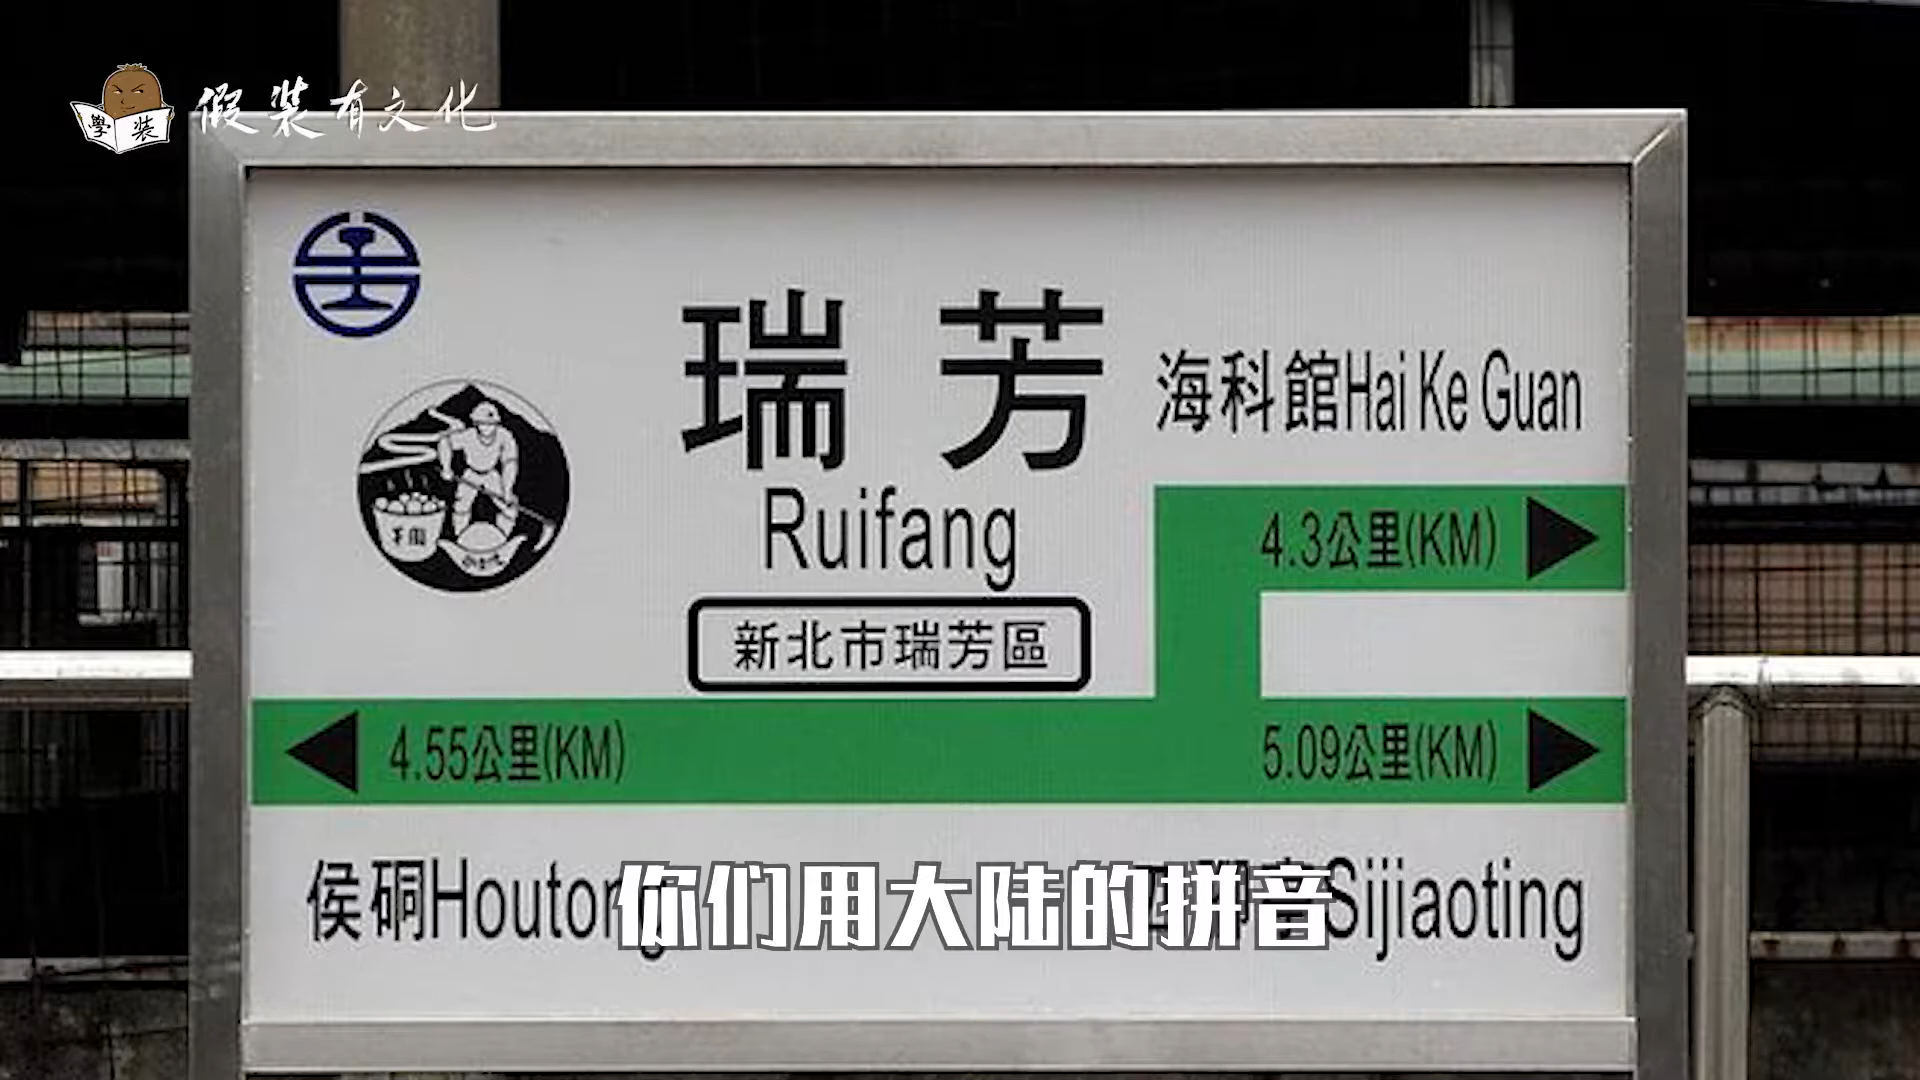 學 裝
假裝有文化
瑞芳
Ruifang
新北市瑞芳區
海科館Hai Ke Guan
4.3公里(KM)
4.55公里(KM)
5.09公里(KM)
侯硐Houtong
Sijiaoting
你们用大陆的拼音